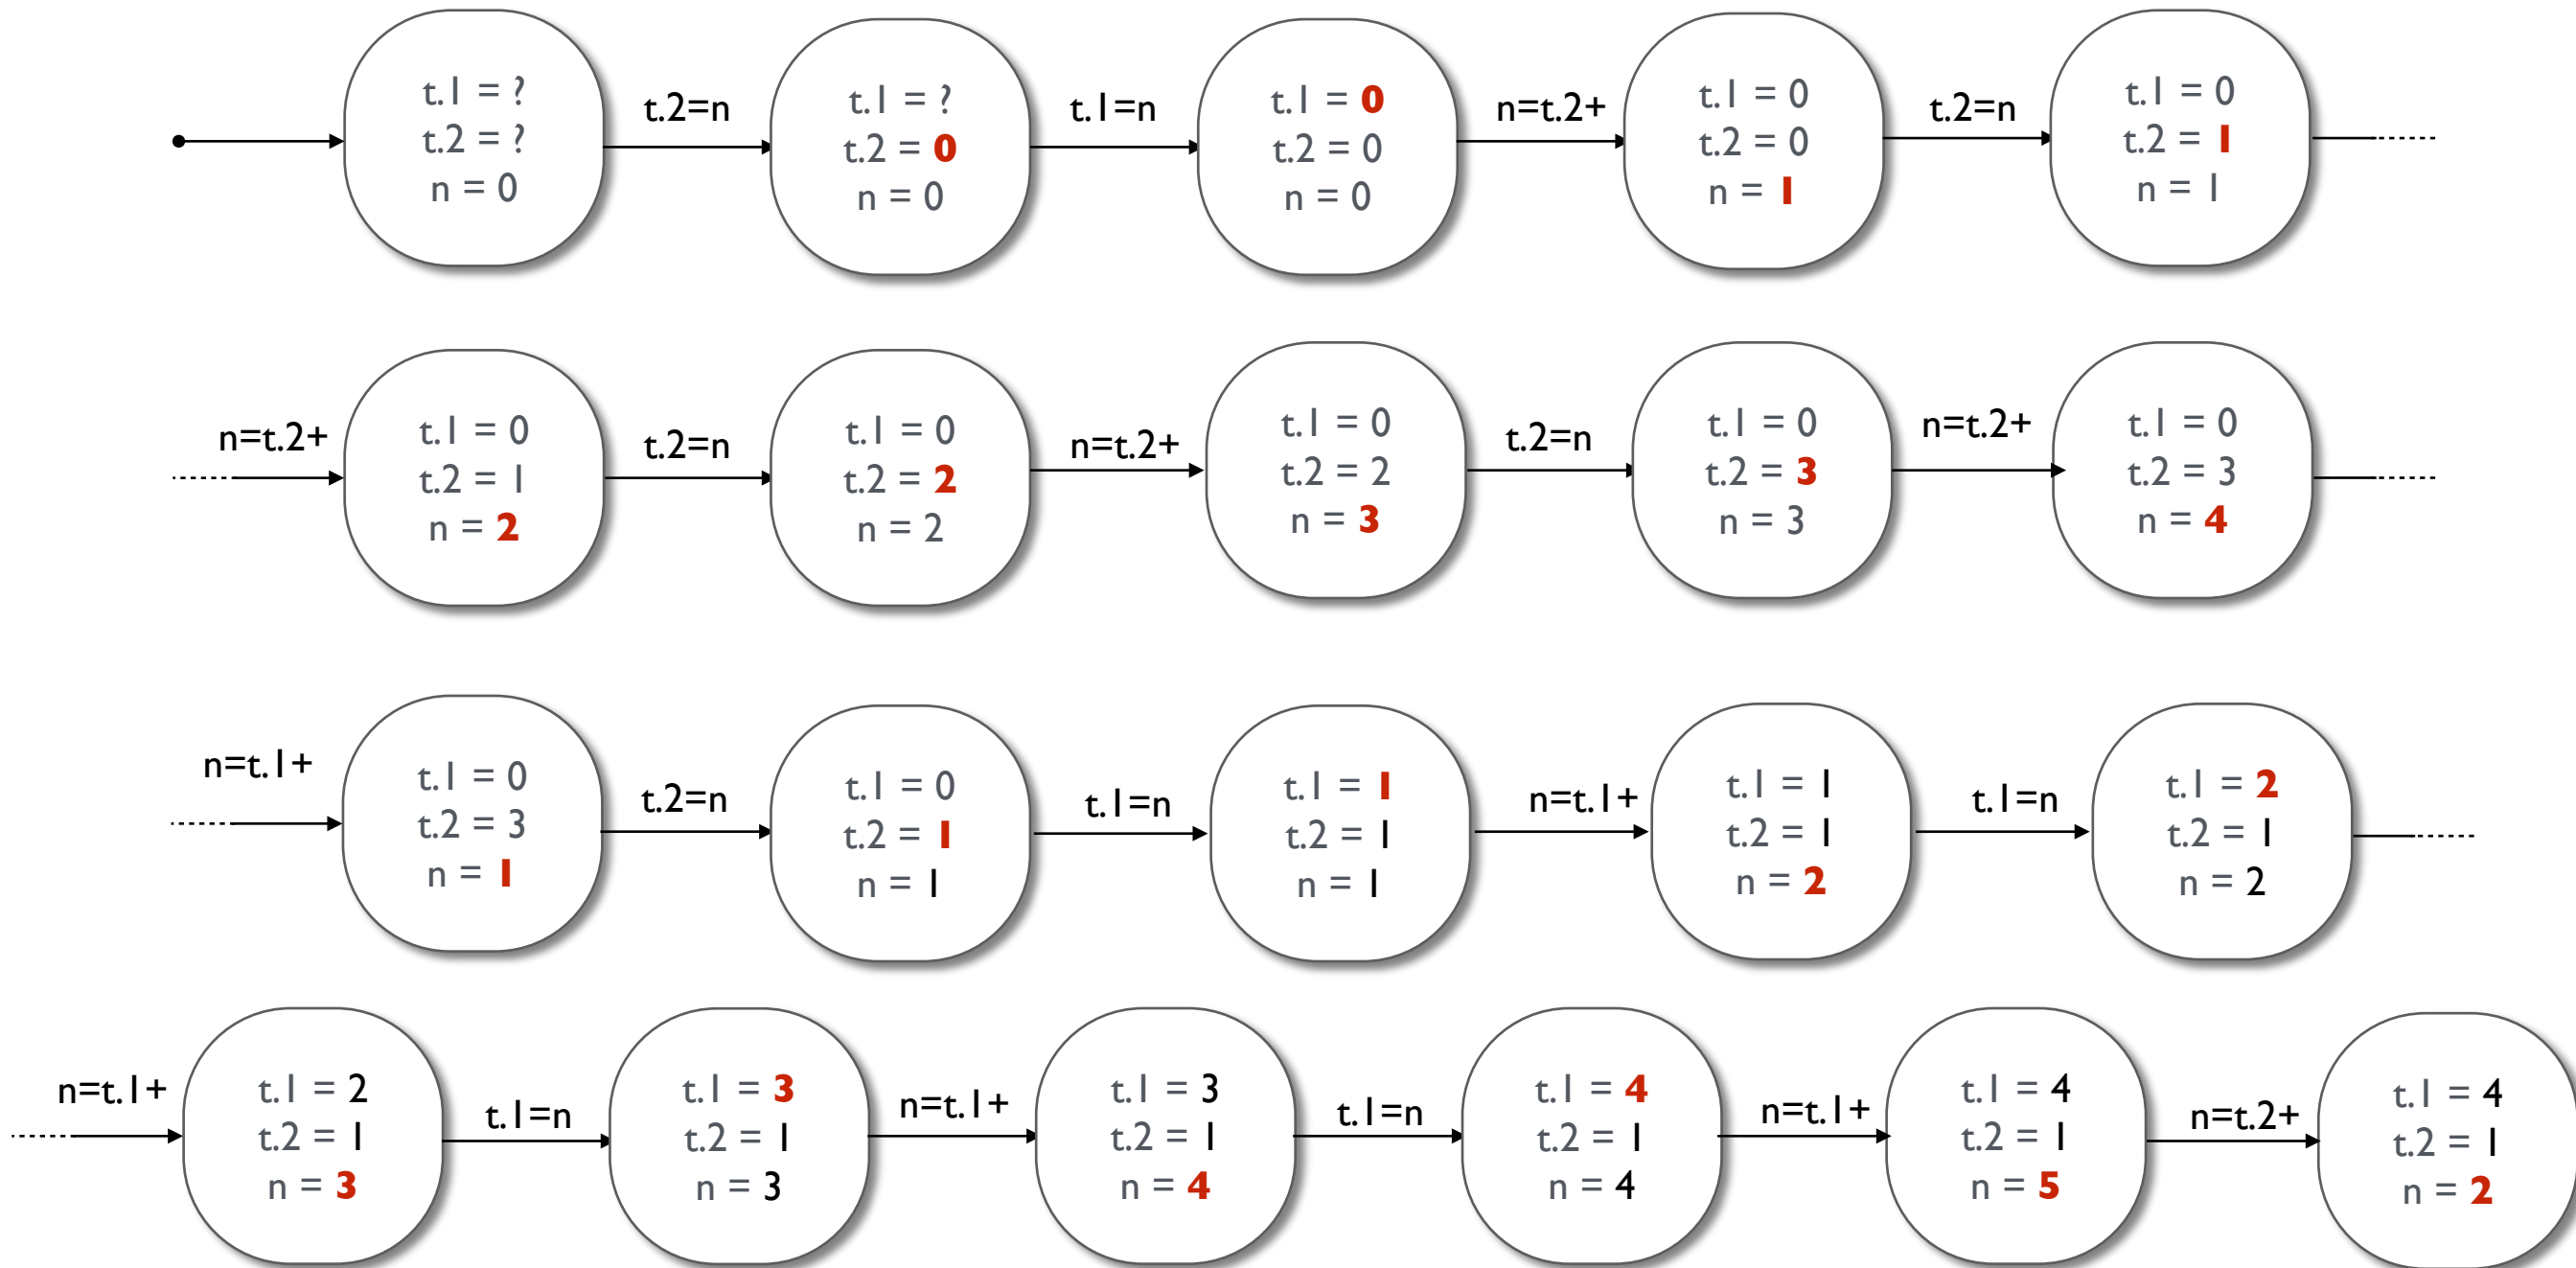 t.1 = ?
t.2 = ?
n = 0
t.2=n
t.1 = ?
t.2 = 0
n = 0
t.1=n
t.1 = 0
t.2 = 0
n = 0
n=t.2+
t.1 = 0
t.2 = 0
n = 1
t.2=n
t.1 = 0
t.2 = 1
n = 1
n=t.2+
t.1 = 0
t.2 = 1
n = 2
t.2=n
t.1 = 0
t.2 = 2
n = 2
n=t.2+
t.1 = 0
t.2 = 2
n = 3
t.2=n
t.1 = 0
t.2 = 3
n = 3
n=t.2+
t.1 = 0
t.2 = 3
n = 4
n=t.1+
t.1 = 0
t.2 = 3
n = 1
t.2=n
t.1 = 0
t.2 = 1
n = 1
t.1=n
t.1 = 1
t.2 = 1
n = 1
n=t.1+
t.1 = 1
t.2 = 1
n = 2
t.1=n
t.1 = 2
t.2 = 1
n = 2
n=t.1+
t.1 = 2
t.2 = 1
n = 3
t.1=n
t.1 = 3
t.2 = 1
n = 3
n=t.1+
t.1 = 3
t.2 = 1
n = 4
t.1=n
t.1 = 4
t.2 = 1
n = 4
n=t.1+
t.1 = 4
t.2 = 1
n = 5
n=t.2+
t.1 = 4
t.2 = 1
n = 2